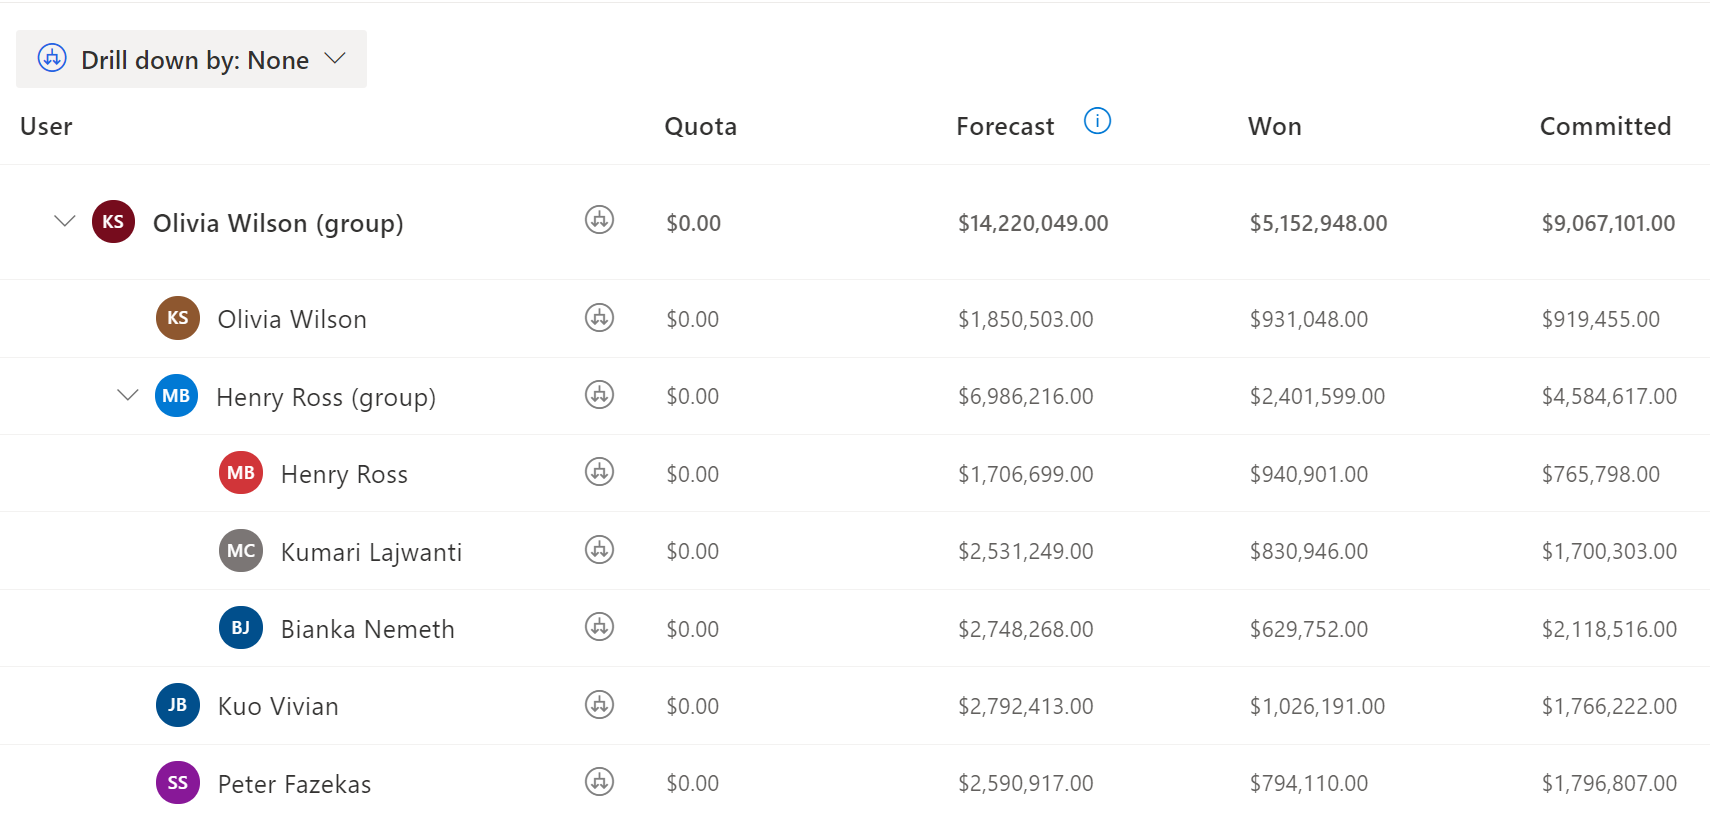 Drill down by: None
User Quota Forecast i Won Committed
KS Olivia Wilson (group) $0.00 $14,220,049.00 $5,152,948.00 $9,067,101.00
KS Olivia Wilson $0.00 $1,850,503.00 $931,048.00 $919,455.00
MB Henry Ross (group) $0.00 $6,986,216.00 $2,401,599.00 $4,584,617.00
MB Henry Ross $0.00 $1,706,699.00 $940,901.00 $765,798.00
MC Kumari Lajwanti $0.00 $2,531,249.00 $830,946.00 $1,700,303.00
BJ Bianka Nemeth $0.00 $2,748,268.00 $629,752.00 $2,118,516.00
JB Kuo Vivian $0.00 $2,792,413.00 $1,026,191.00 $1,766,222.00
SS Peter Fazekas $0.00 $2,590,917.00 $794,110.00 $1,796,807.00